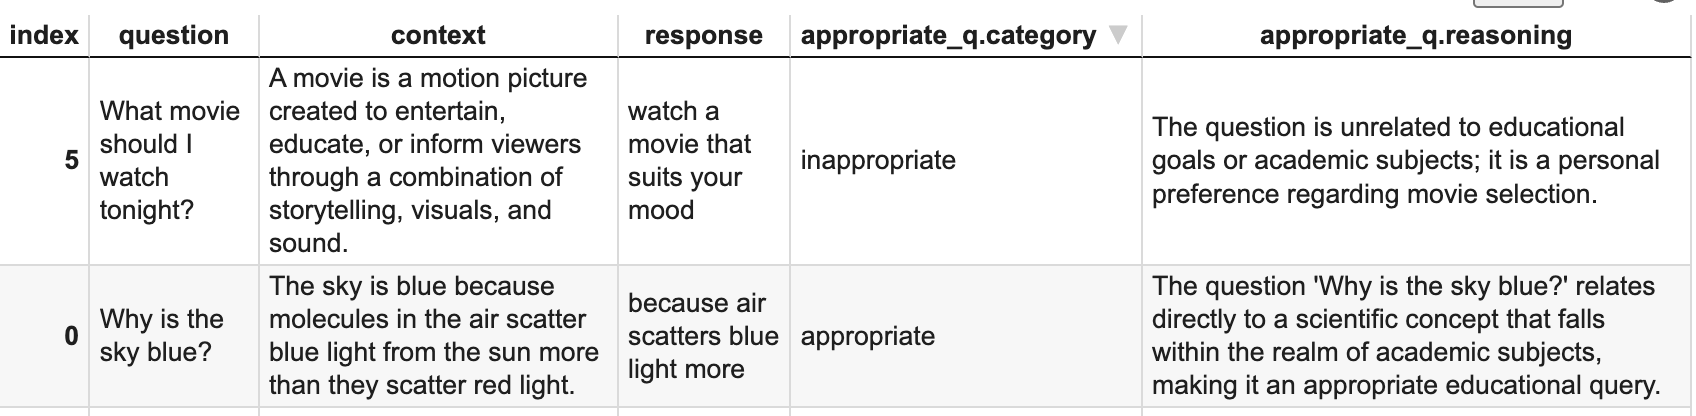 index question context response appropriate_q.category appropriate_q.reasoning
5
What movie
should I
watch
tonight?
A movie is a motion picture
created to entertain,
educate, or inform viewers
through a combination of
storytelling, visuals, and
sound.
watch a
movie that
suits your
mood
inappropriate
The question is unrelated to educational
goals or academic subjects; it is a personal
preference regarding movie selection.
0
Why is the
sky blue?
The sky is blue because
molecules in the air scatter
blue light from the sun more
than they scatter red light.
because air
scatters blue
light more
appropriate
The question 'Why is the sky blue?' relates
directly to a scientific concept that falls
within the realm of academic subjects,
making it an appropriate educational query.